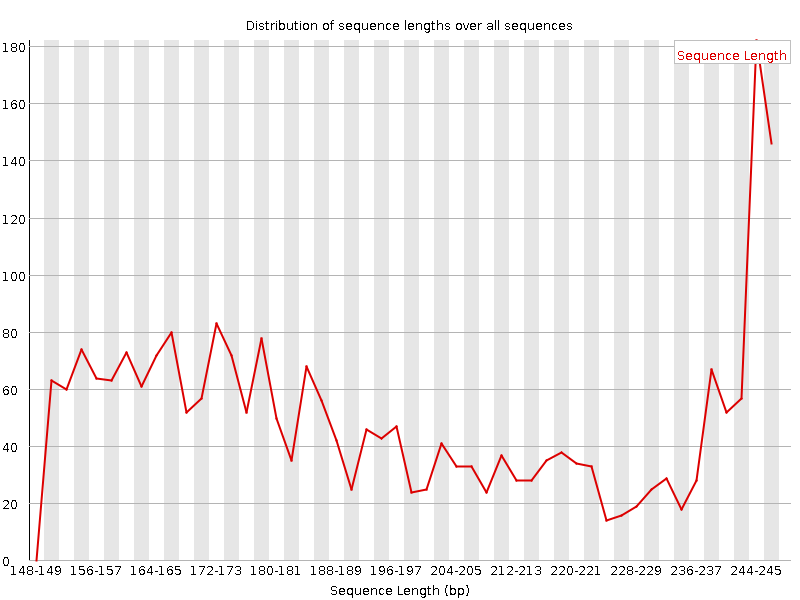 Distribution of sequence lengths over all sequences
Sequence Length
180
160
140
120
100
80
60
40
20
0
148-149 156-157 164-165 172-173 180-181 188-189 196-197 204-205 212-213 220-221 228-229 236-237 244-245
Sequence Length (bp)